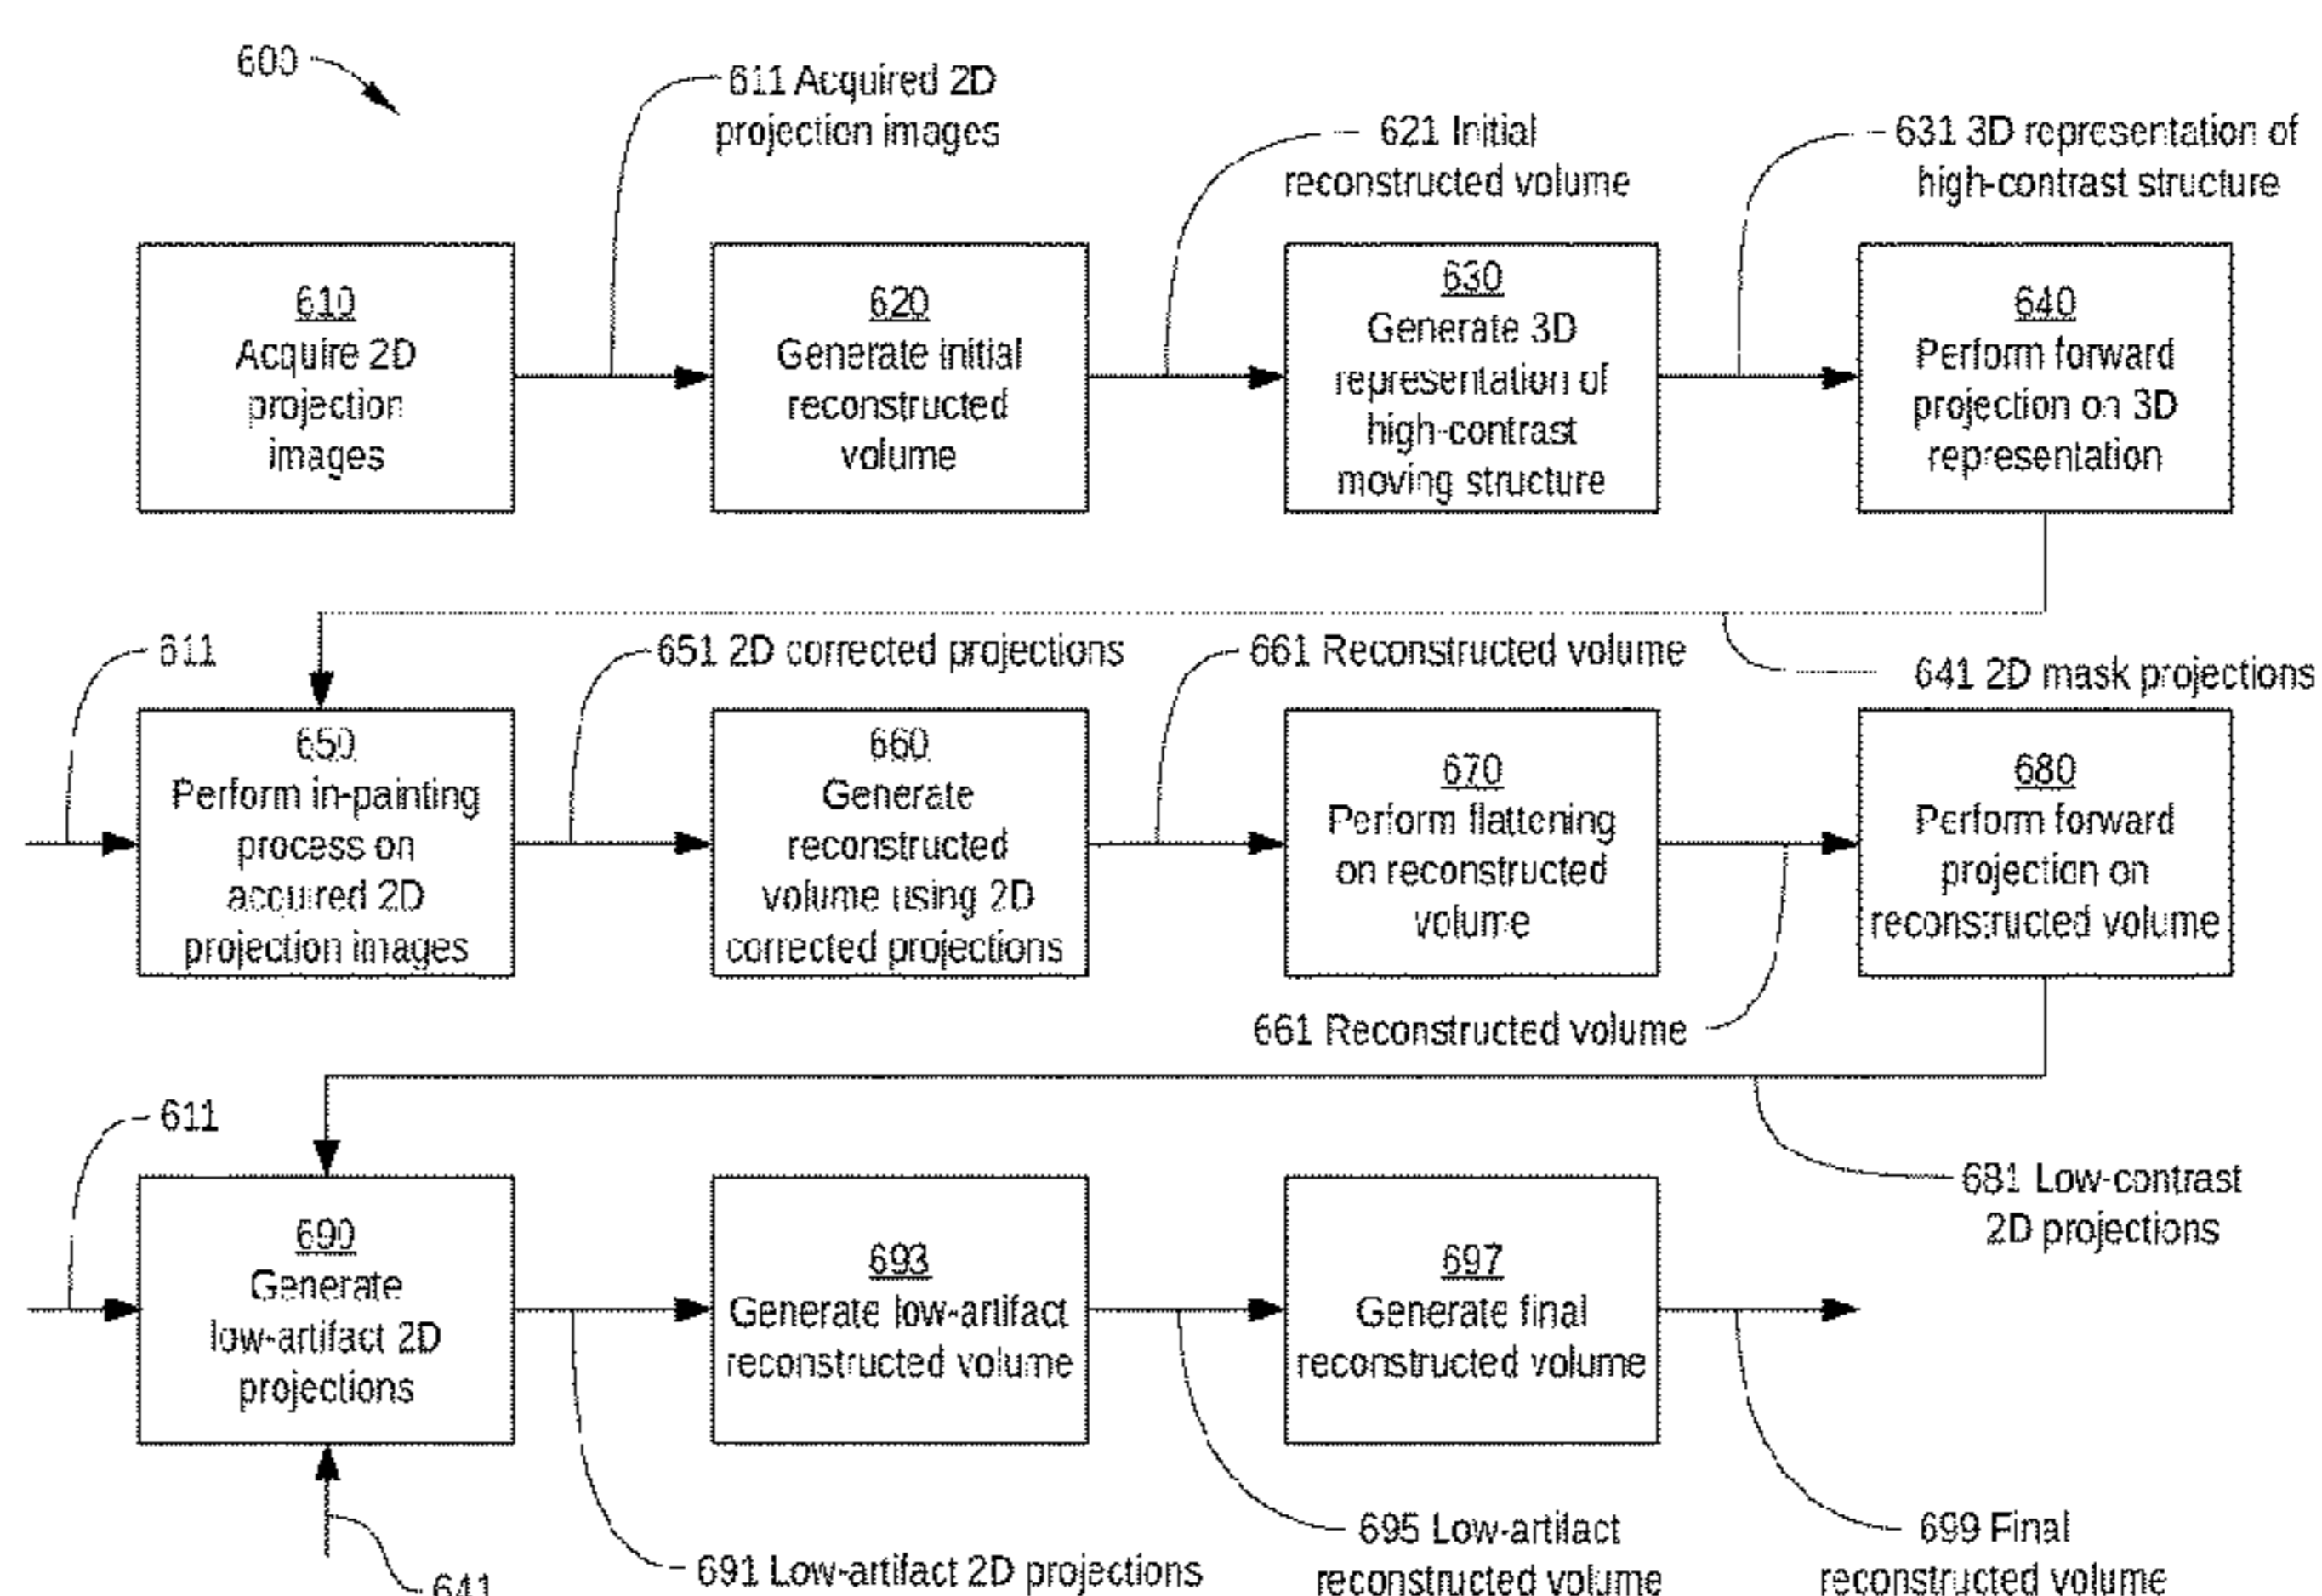 600
611 Acquired 2D
projection images
621 Initial
reconstructed volume
631 3D representation of
high-contrast structure
610
Acquire 2D
projection
images
620
Generate initial
reconstructed
volume
630
Generate 3D
representation of
high-contrast
moving structure
640
Perform forward
projection on 3D
representation
611
651 2D corrected projections
661 Reconstructed volume
641 2D mask projections
650
Perform in-painting
process on
acquired 2D
projection images
660
Generate
reconstructed
volume using 2D
corrected projections
670
Perform flattening
on reconstructed
volume
680
Perform forward
projection on
reconstructed volume
661 Reconstructed volume
611
681 Low-contrast
2D projections
690
Generate
low-artifact 2D
projections
693
Generate low-artifact
reconstructed volume
697
Generate final
reconstructed volume
641
691 Low-artifact 2D projections
695 Low-artifact
reconstructed volume
699 Final
reconstructed volume